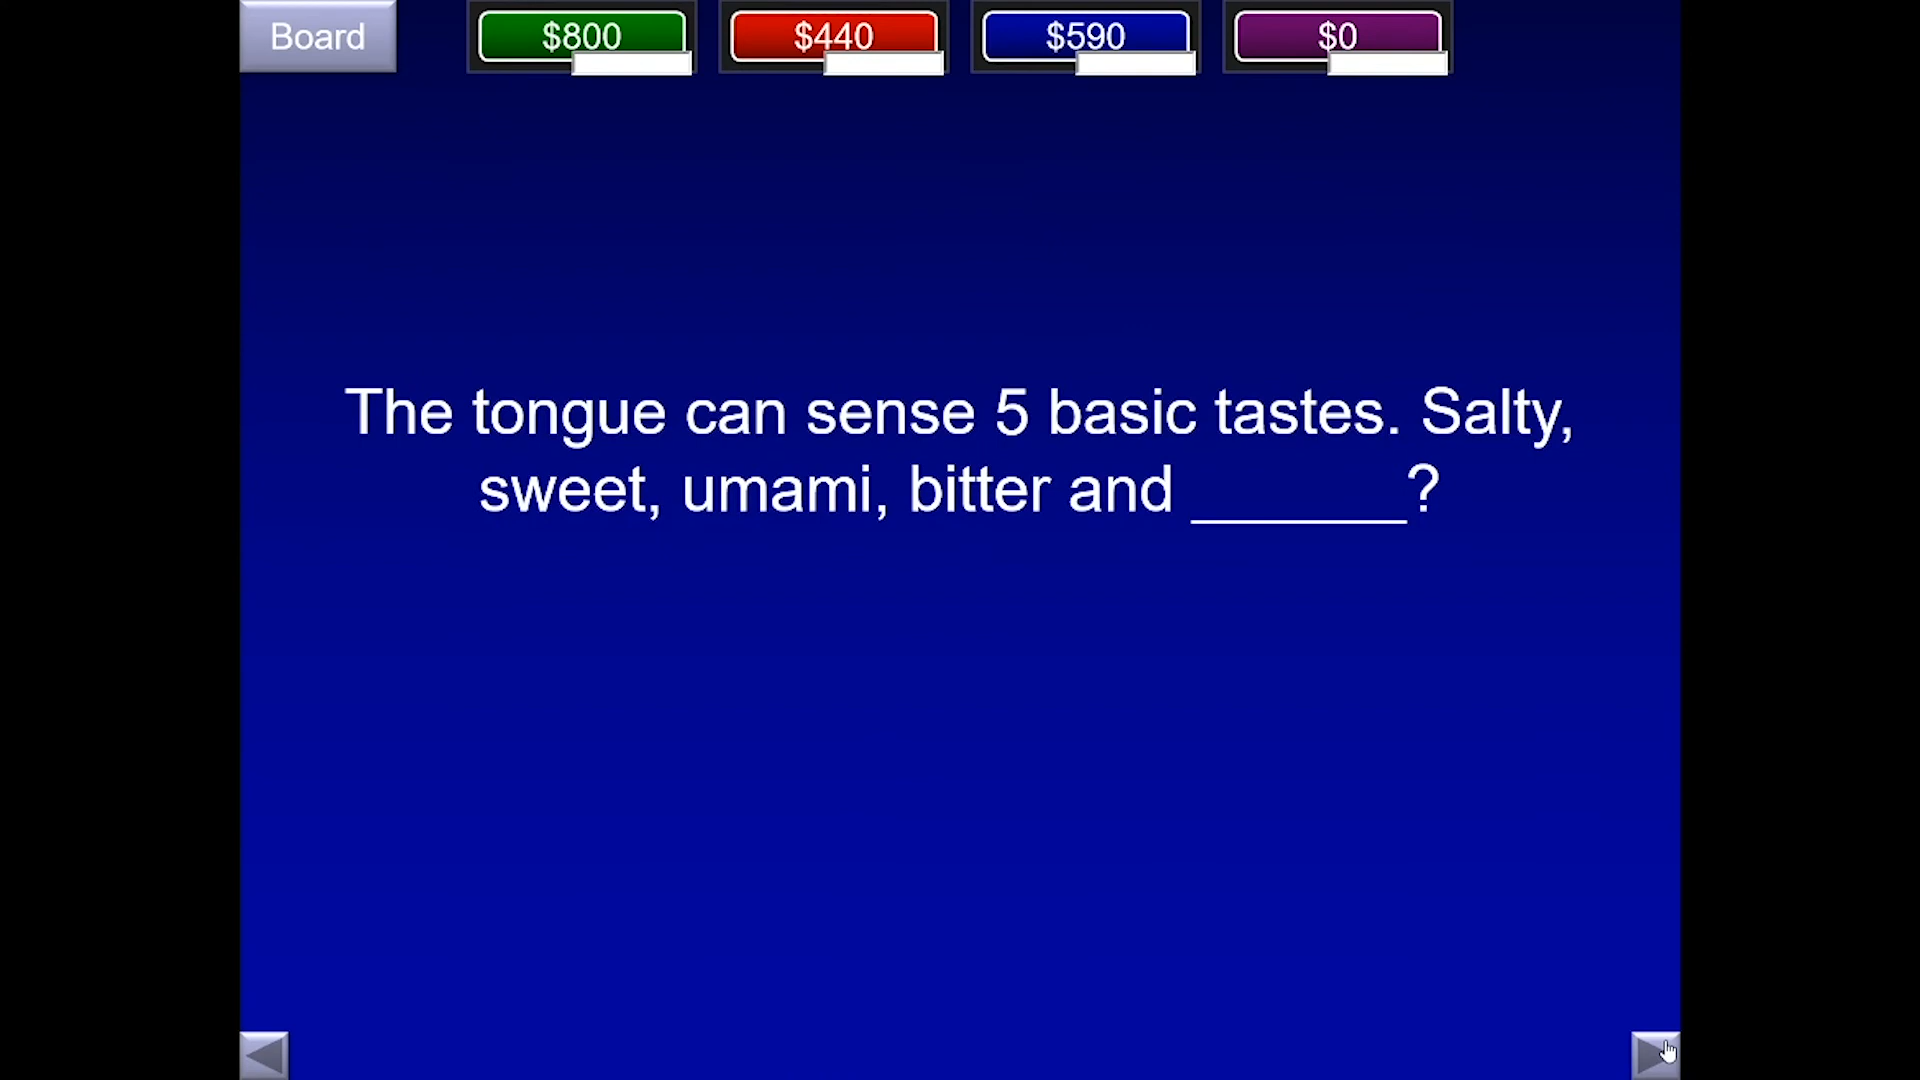 Board
$800
$440
$590
$0
The tongue can sense 5 basic tastes. Salty,
sweet, umami, bitter and _______?